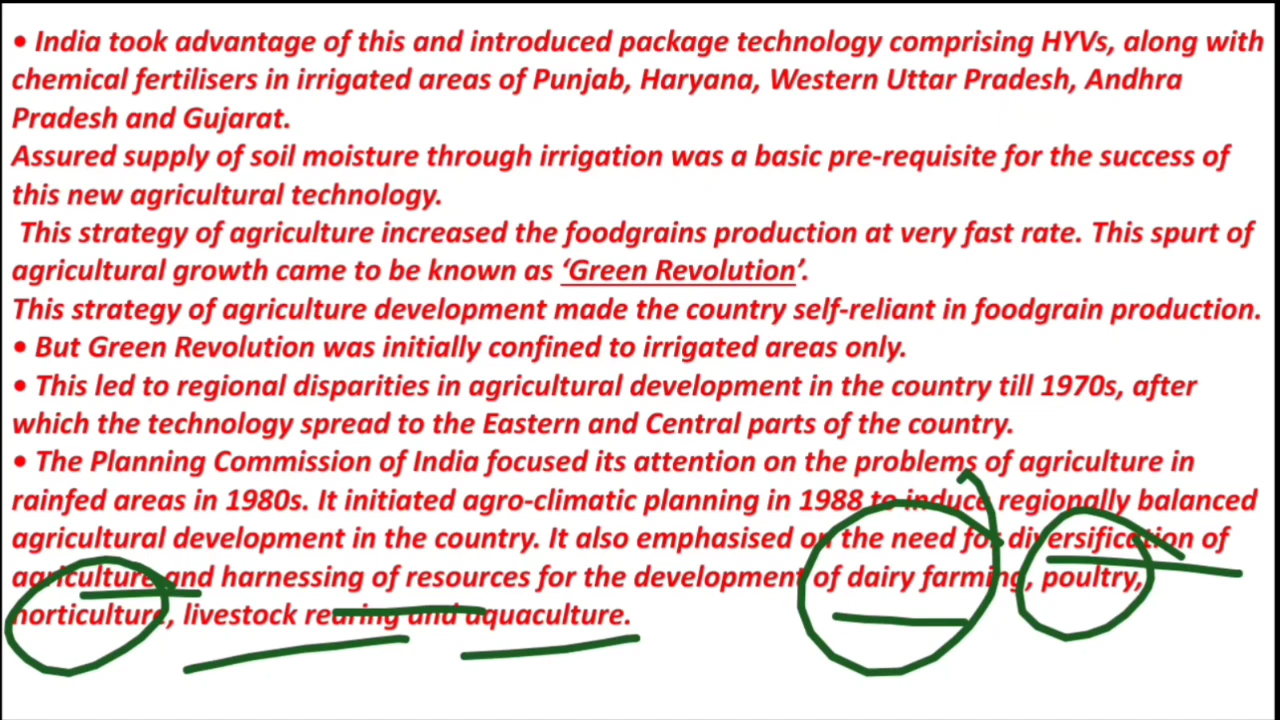 • India took advantage of this and introduced package technology comprising HYVs, along with
chemical fertilisers in irrigated areas of Punjab, Haryana, Western Uttar Pradesh, Andhra
Pradesh and Gujarat.
Assured supply of soil moisture through irrigation was a basic pre-requisite for the success of
this new agricultural technology.
This strategy of agriculture increased the foodgrains production at very fast rate. This spurt of
agricultural growth came to be known as ‘Green Revolution’.
This strategy of agriculture development made the country self-reliant in foodgrain production.
• But Green Revolution was initially confined to irrigated areas only.
• This led to regional disparities in agricultural development in the country till 1970s, after
which the technology spread to the Eastern and Central parts of the country.
• The Planning Commission of India focused its attention on the problems of agriculture in
rainfed areas in 1980s. It initiated agro-climatic planning in 1988 to induce regionally balanced
agricultural development in the country. It also emphasised on the need for diversification of
agriculture and harnessing of resources for the development of dairy farming, poultry,
horticulture, livestock rearing and aquaculture.